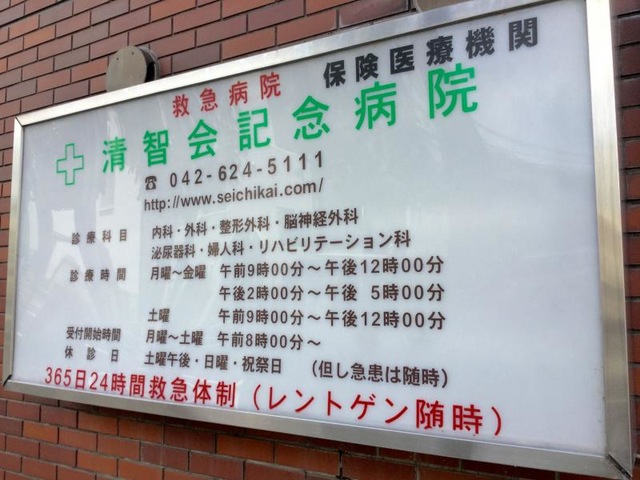 救急病院 保険医療機関
清智会記念病院
☎ 042-624-5111
http://www.seichikai.com/
診療科目 内科・外科・整形外科・脳神経外科
泌尿器科・婦人科・リハビリテーション科
診療時間 月曜～金曜 午前9時00分～午後12時00分
午後2時00分～午後 5時00分
土曜 午前9時00分～午後12時00分
受付開始時間 月曜～土曜 午前8時00分～
休診日 土曜午後・日曜・祝祭日 (但し急患は随時)
365日24時間救急体制(レントゲン随時)